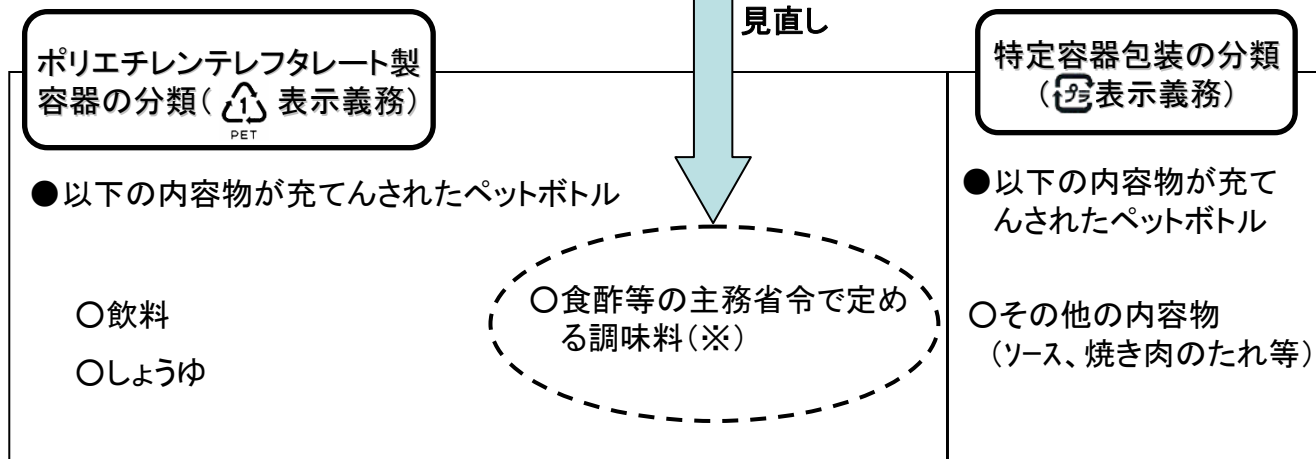 見直し
ポリエチレンテレフタレート製
容器の分類( 1 表示義務)
PET
●以下の内容物が充てんされたペットボトル
○飲料
○しょうゆ
○食酢等の主務省令で定め
る調味料(※)
特定容器包装の分類
(プラ表示義務)
●以下の内容物が充て
んされたペットボトル
○その他の内容物
(ソース、焼き肉のたれ等)